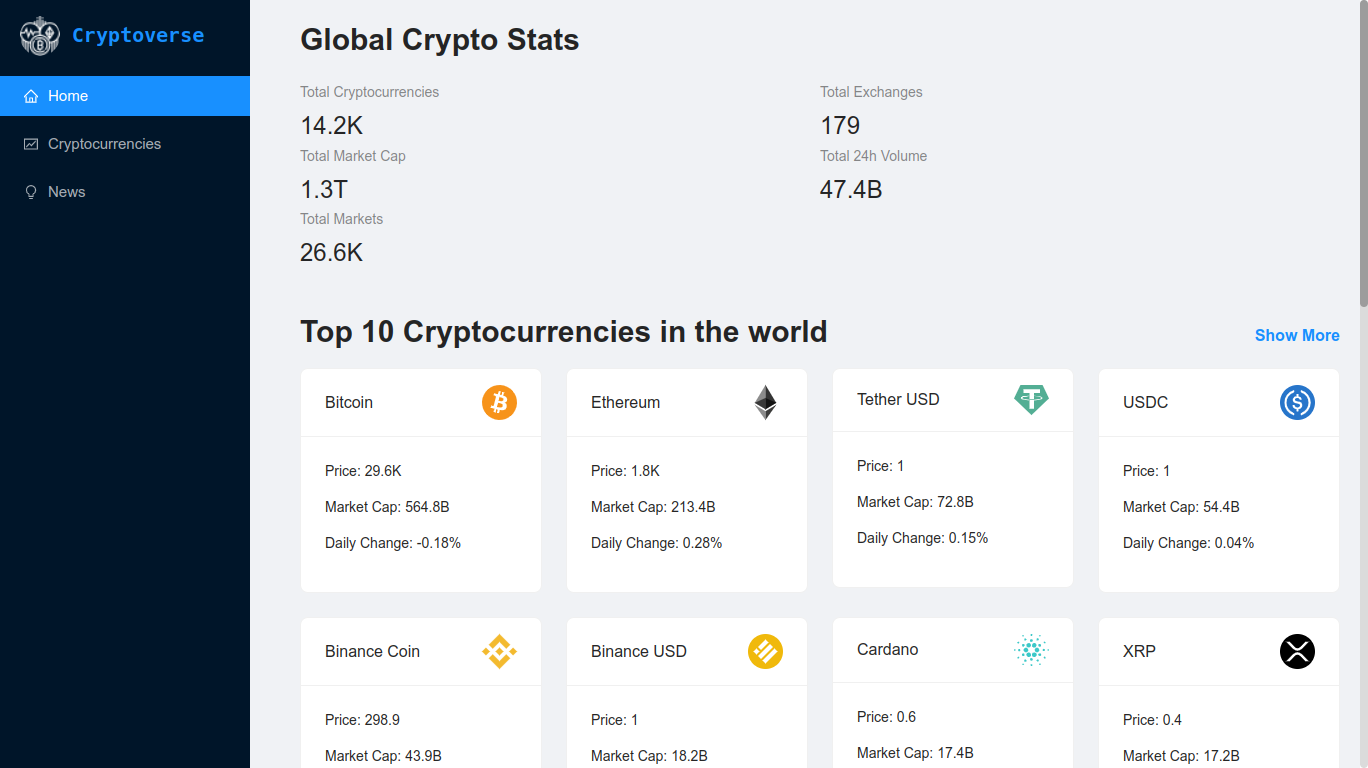 Cryptoverse
Home
Cryptocurrencies
News
Global Crypto Stats
Total Cryptocurrencies
14.2K
Total Exchanges
179
Total Market Cap
1.3T
Total 24h Volume
47.4B
Total Markets
26.6K
Top 10 Cryptocurrencies in the world
Show More
Bitcoin
Price: 29.6K
Market Cap: 564.8B
Daily Change: -0.18%
Ethereum
Price: 1.8K
Market Cap: 213.4B
Daily Change: 0.28%
Tether USD
Price: 1
Market Cap: 72.8B
Daily Change: 0.15%
USDC
Price: 1
Market Cap: 54.4B
Daily Change: 0.04%
Binance Coin
Price: 298.9
Market Cap: 43.9B
Binance USD
Price: 1
Market Cap: 18.2B
Cardano
Price: 0.6
Market Cap: 17.4B
XRP
Price: 0.4
Market Cap: 17.2B